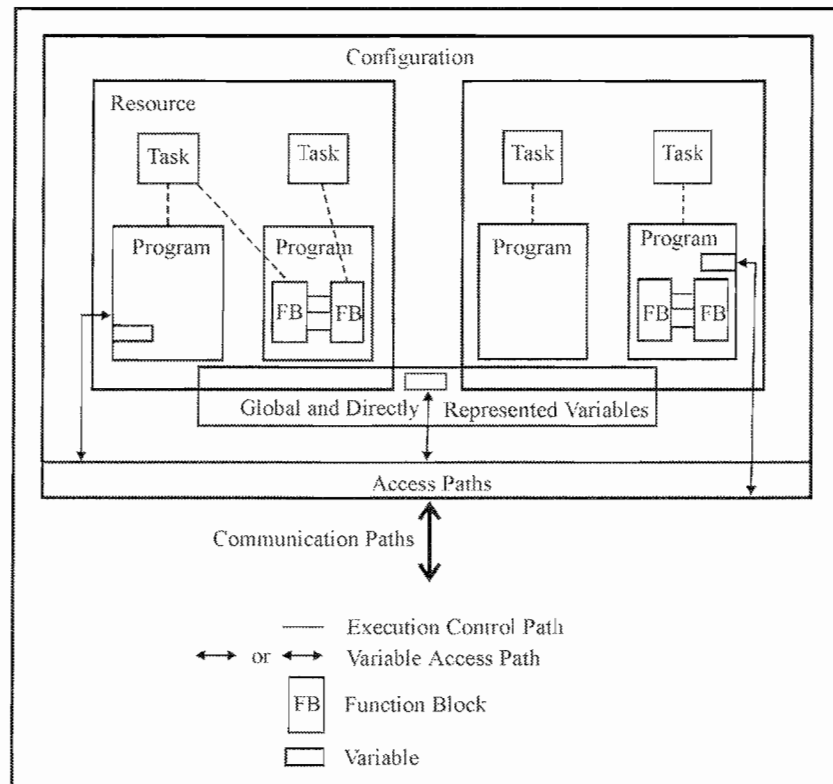 Configuration
Resource
Task
Task
Task
Task
Program
Program
Program
Program
FB
FB
FB
FB
Global and Directly
Represented Variables
Access Paths
Communication Paths
Execution Control Path
or
Variable Access Path
FB
Function Block
Variable